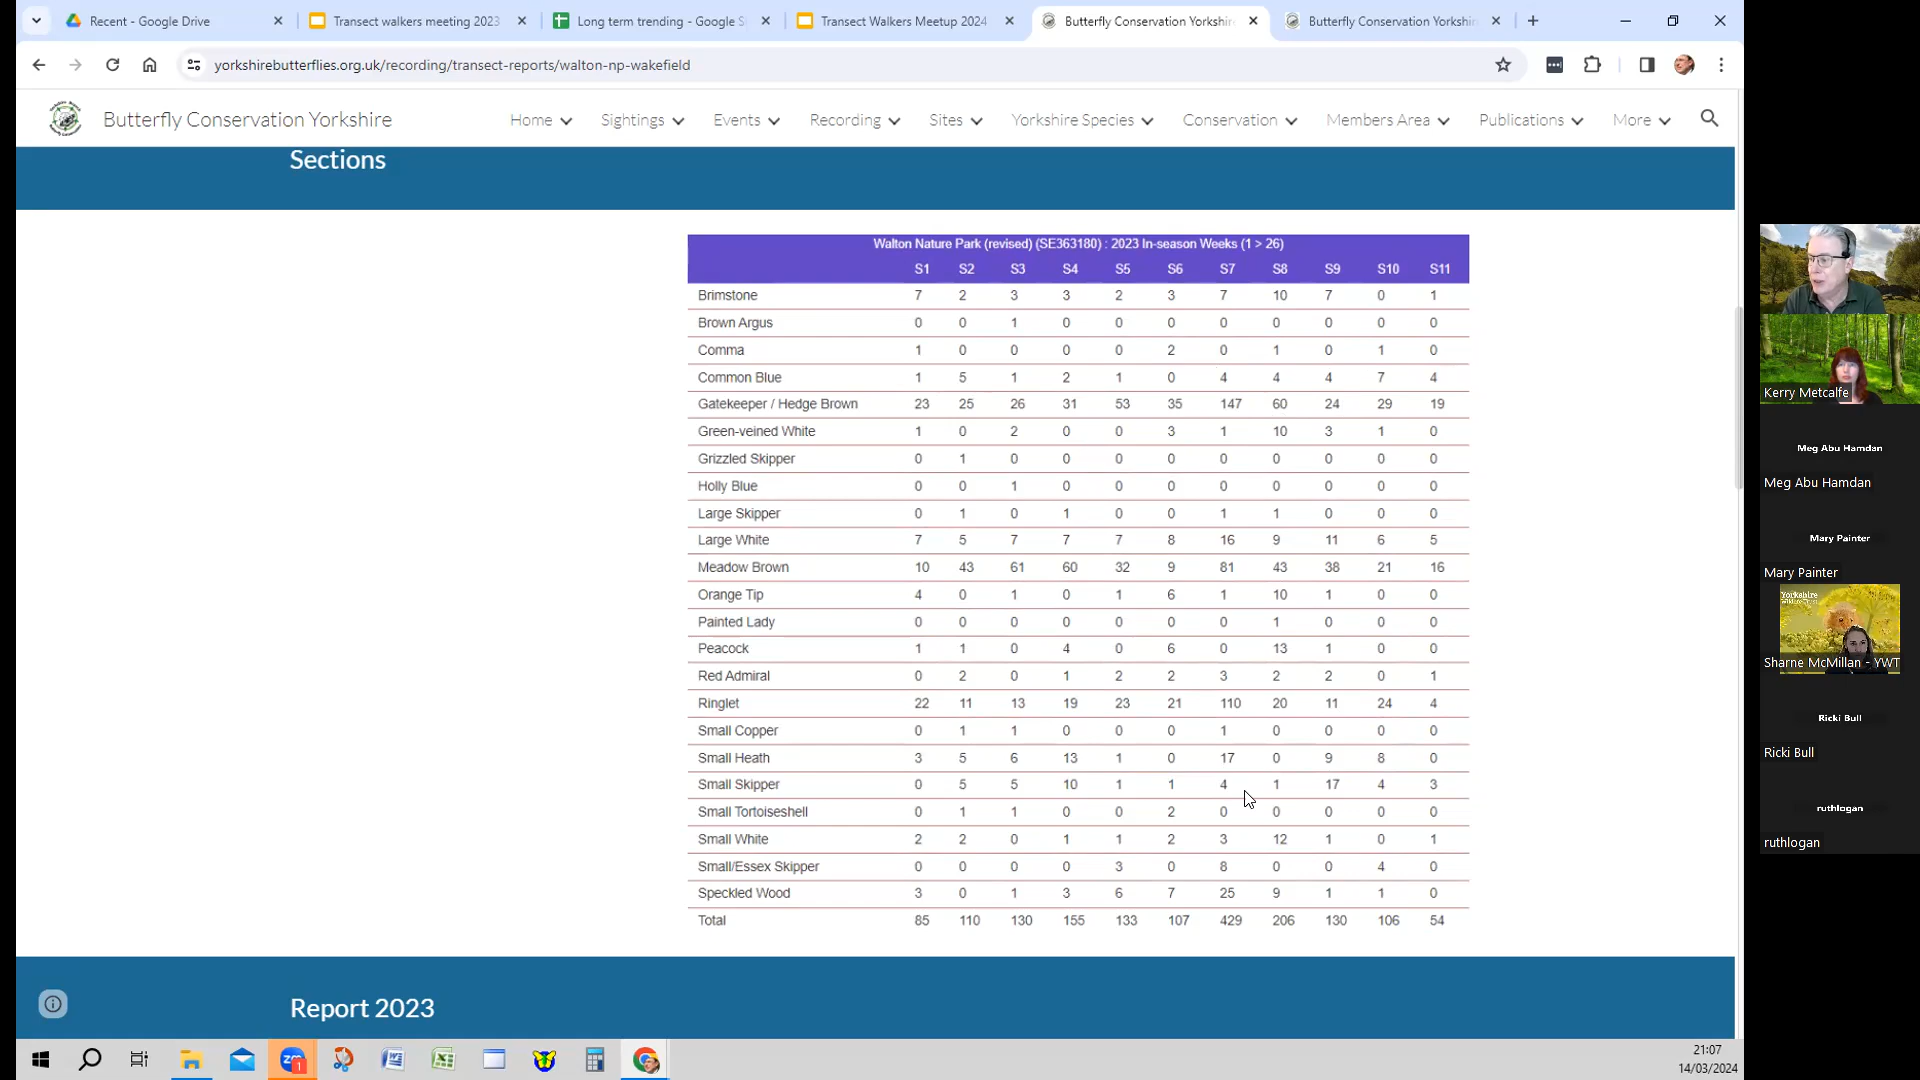 Recent - Google Drive
Transect walkers meeting 2023
Long term trending - Google S
Transect Walkers Meetup 2024
Butterfly Conservation Yorkshir
Butterfly Conservation Yorkshir
yorkshirebutterflies.org.uk/recording/transect-reports/walton-np-wakefield
Butterfly Conservation Yorkshire
Home Sightings Events Recording Sites Yorkshire Species Conservation Members Area Publications More
Sections
Walton Nature Park (revised) (SE363180) : 2023 In-season Weeks (1 > 26)
S1 S2 S3 S4 S5 S6 S7 S8 S9 S10 S11
Brimstone 7 2 3 3 2 3 7 10 7 0 1
Brown Argus 0 0 1 0 0 0 0 0 0 0 0
Comma 1 0 0 0 0 2 0 1 0 1 0
Common Blue 1 5 1 2 1 0 4 4 4 7 4
Gatekeeper / Hedge Brown 23 25 26 31 53 35 147 60 24 29 19
Green-veined White 1 0 2 0 0 3 1 10 3 1 0
Grizzled Skipper 0 1 0 0 0 0 0 0 0 0 0
Holly Blue 0 0 1 0 0 0 0 0 0 0 0
Large Skipper 0 1 0 1 0 0 1 1 0 0 0
Large White 7 5 7 7 7 8 16 9 11 6 5
Meadow Brown 10 43 61 60 32 9 81 43 38 21 16
Orange Tip 4 0 1 0 1 6 1 10 1 0 0
Painted Lady 0 0 0 0 0 0 0 1 0 0 0
Peacock 1 1 0 4 0 6 0 13 1 0 0
Red Admiral 0 2 0 1 2 2 3 2 2 0 1
Ringlet 22 11 13 19 23 21 110 20 11 24 4
Small Copper 0 1 1 0 0 0 1 0 0 0 0
Small Heath 3 5 6 13 1 0 17 0 9 8 0
Small Skipper 0 5 5 10 1 1 4 1 17 4 3
Small Tortoiseshell 0 1 1 0 0 2 0 0 0 0 0
Small White 2 2 0 1 1 2 3 12 1 0 1
Small/Essex Skipper 0 0 0 0 3 0 8 0 0 4 0
Speckled Wood 3 0 1 3 6 7 25 9 1 1 0
Total 85 110 130 155 133 107 429 206 130 106 54
Report 2023
Kerry Metcalfe
Meg Abu Hamdan
Meg Abu Hamdan
Mary Painter
Mary Painter
Yorkshire
Sharne McMillan - YWT
Ricki Bull
Ricki Bull
ruthlogan
ruthlogan
zm
1
21:07
14/03/2024